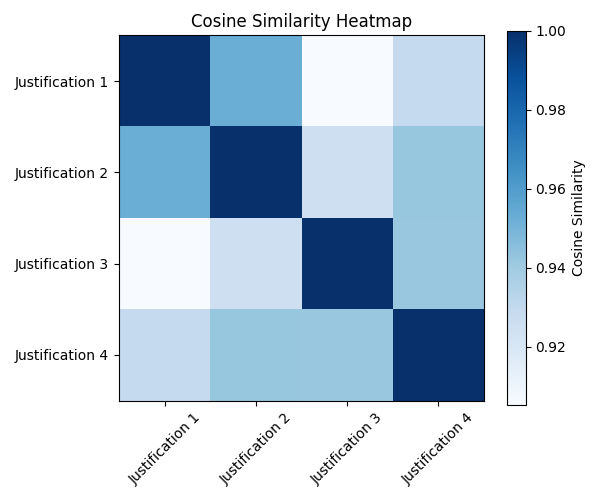 Cosine Similarity Heatmap
Justification 1
Justification 2
Justification 3
Justification 4
Justification 1
Justification 2
Justification 3
Justification 4
1.00
0.98
0.96
0.94
0.92
Cosine Similarity